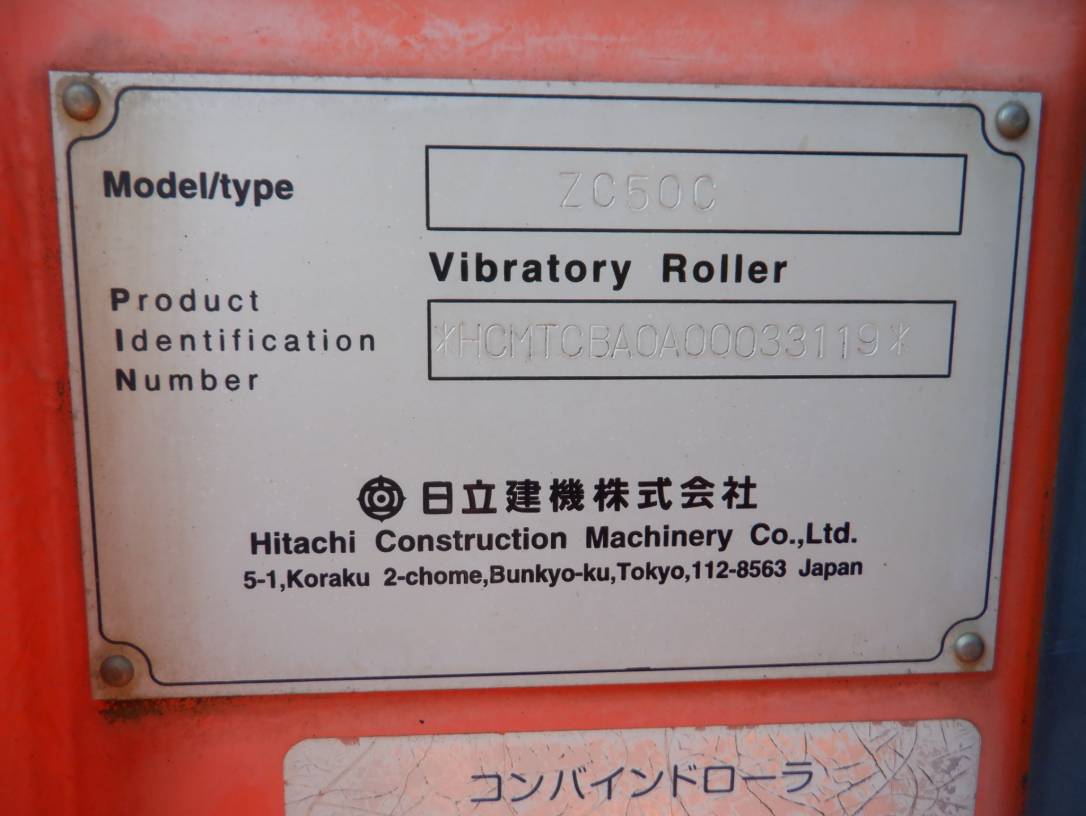 Model/type ZC50C
Vibratory Roller
Product
Identification
Number
*HCMTCBA0A00033119*
日立建機株式会社
Hitachi Construction Machinery Co.,Ltd.
5-1,Koraku 2-chome,Bunkyo-ku,Tokyo,112-8563 Japan
コンバインドローラ